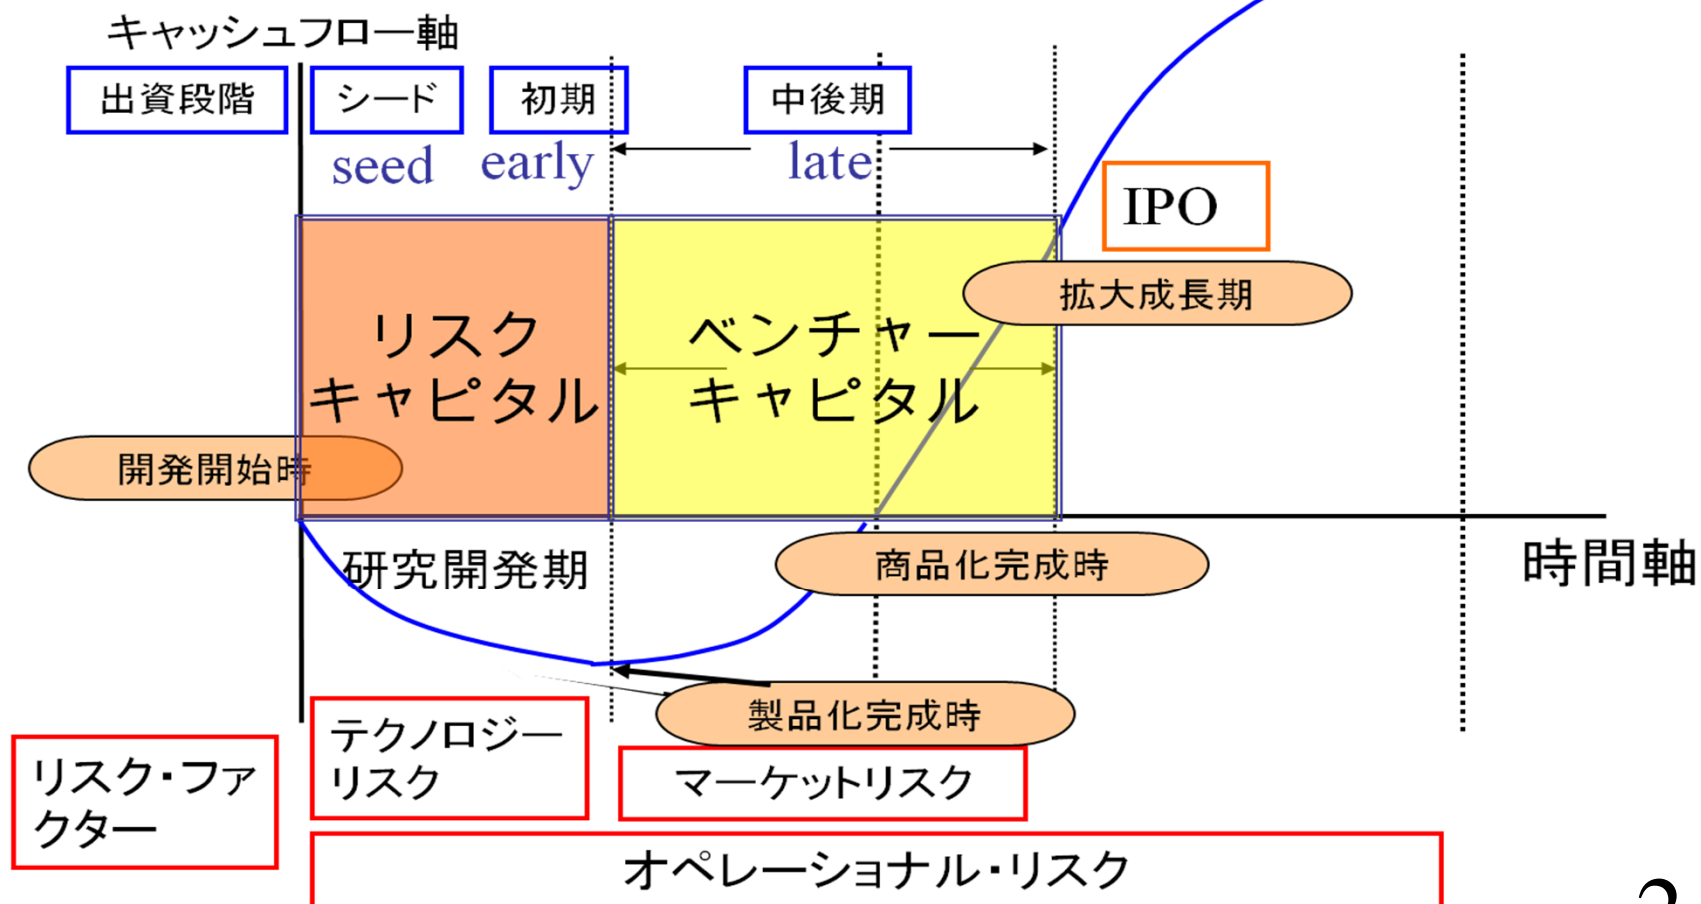 キャッシュフロー軸
出資段階
シード
初期
中後期
seed
early
late
IPO
拡大成長期
リスク
キャピタル
ベンチャー
キャピタル
開発開始時
研究開発期
商品化完成時
時間軸
製品化完成時
テクノロジー
リスク
マーケットリスク
リスク・ファ
クター
オペレーショナル・リスク